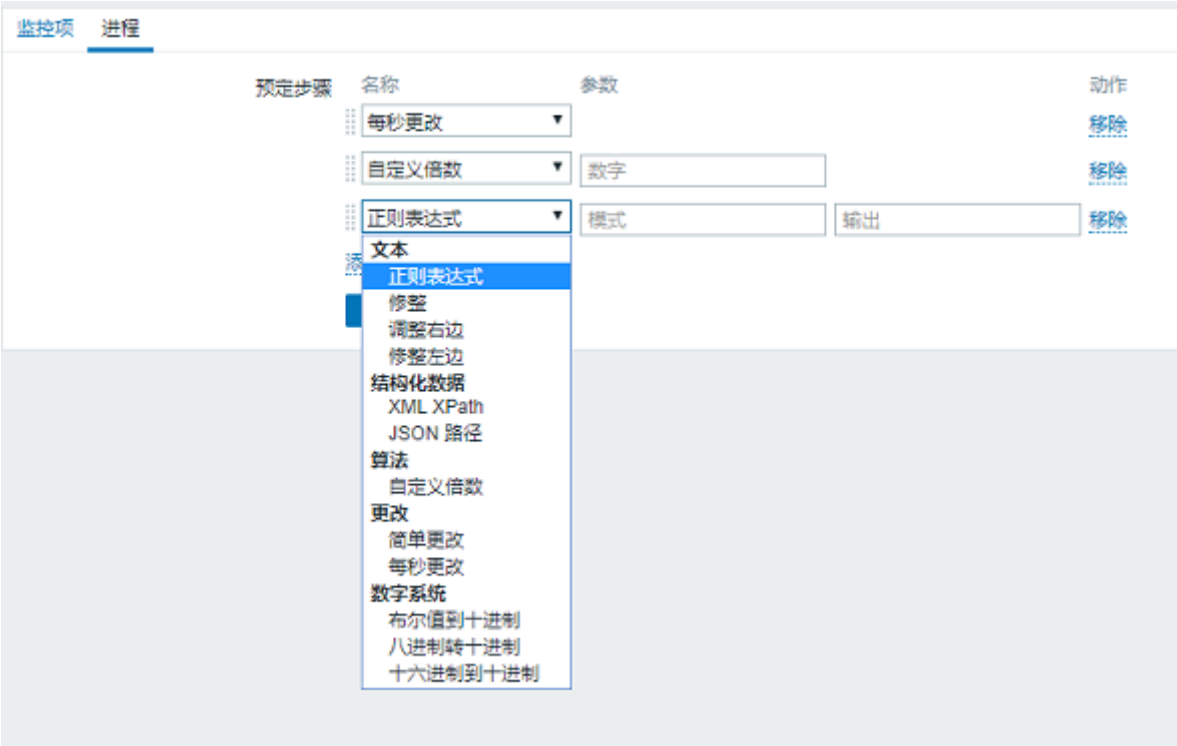 监控项 进程
预定步骤 名称 参数 动作
每秒更改 移除
自定义倍数 数字 移除
正则表达式 模式 输出 移除
添
文本
正则表达式
修整
调整右边
修整左边
结构化数据
XML XPath
JSON 路径
算法
自定义倍数
更改
简单更改
每秒更改
数字系统
布尔值到十进制
八进制转十进制
十六进制到十进制